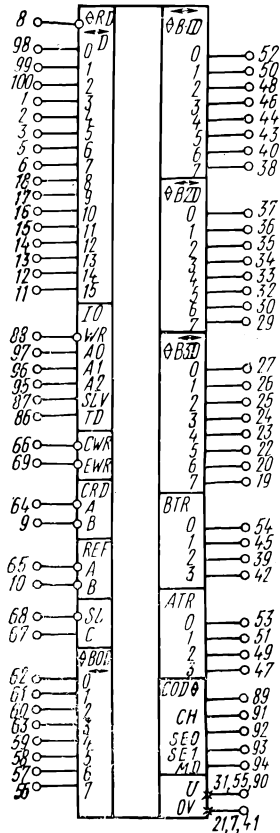 8 RD
D
98 0
99 1
100 2
1 3
2 4
3 5
5 6
6 7
18 8
17 9
16 10
15 11
14 12
13 13
12 14
11 15
IO
88 WR
97 A0
96 A1
95 A2
87 SLV
86 TD
66 CWR
69 EWR
CRD
64 A
9 B
REF
65 A
10 B
68 SL
67 C
BOD
62 0
61 1
60 2
63 3
59 4
58 5
57 6
56 7
0 52
1 50
2 48
3 46
4 44
5 43
6 40
7 38
B2D
0 37
1 36
2 35
3 34
4 33
5 32
6 30
7 29
B3D
0 27
1 26
2 25
3 24
4 23
5 22
6 20
7 19
BTR
0 54
1 45
2 39
3 42
ATR
0 53
1 51
2 49
3 47
COD
89
CH 91
SE0 92
SE1 93
MD 94
U 31,55,90
0V 21,7,41